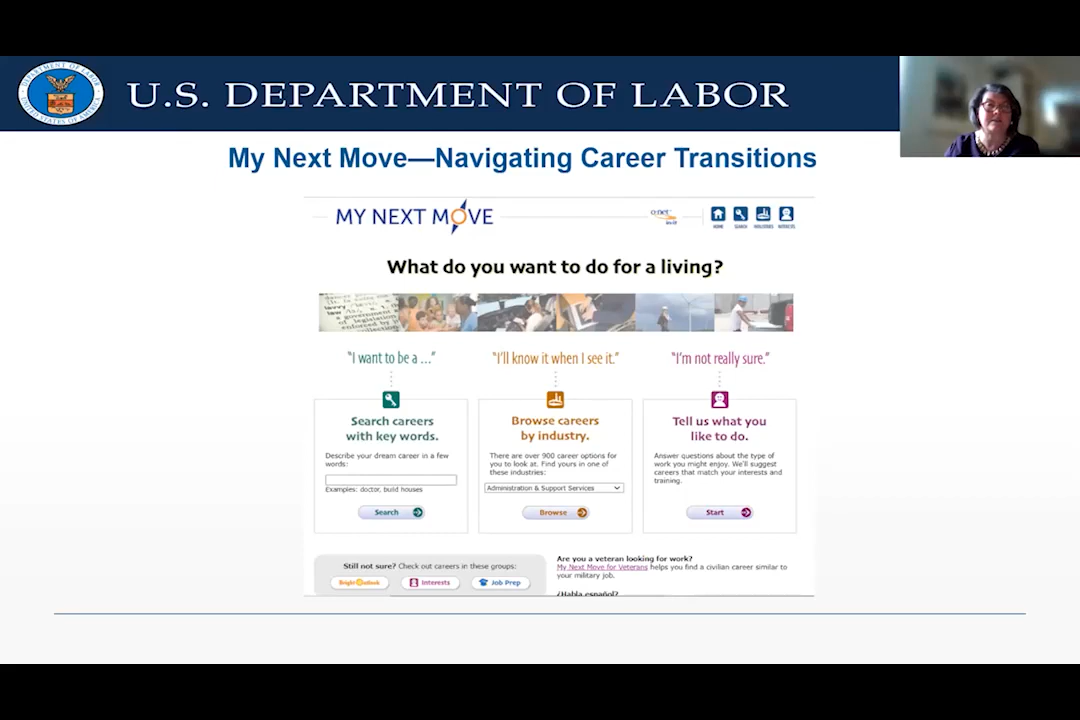 U.S. DEPARTMENT OF LABOR
My Next Move—Navigating Career Transitions
MY NEXT MOVE
o*net
HOME
SEARCH
INDUSTRIES
INTERESTS
What do you want to do for a living?
"I want to be a ..."
"I'll know it when I see it."
"I'm not really sure."
Search careers
with key words.
Describe your dream career in a few
words:
Examples: doctor, build houses
Search
Browse careers
by industry.
There are over 900 career options for
you to look at. Find yours in one of
these industries:
Administration & Support Services
Browse
Tell us what you
like to do.
Answer questions about the type of
work you might enjoy. We'll suggest
careers that match your interests and
training.
Start
Still not sure? Check out careers in these groups:
Bright Outlook
Interests
Job Prep
Are you a veteran looking for work?
My Next Move for Veterans helps you find a civilian career similar to
your military job.
¿Habla español?